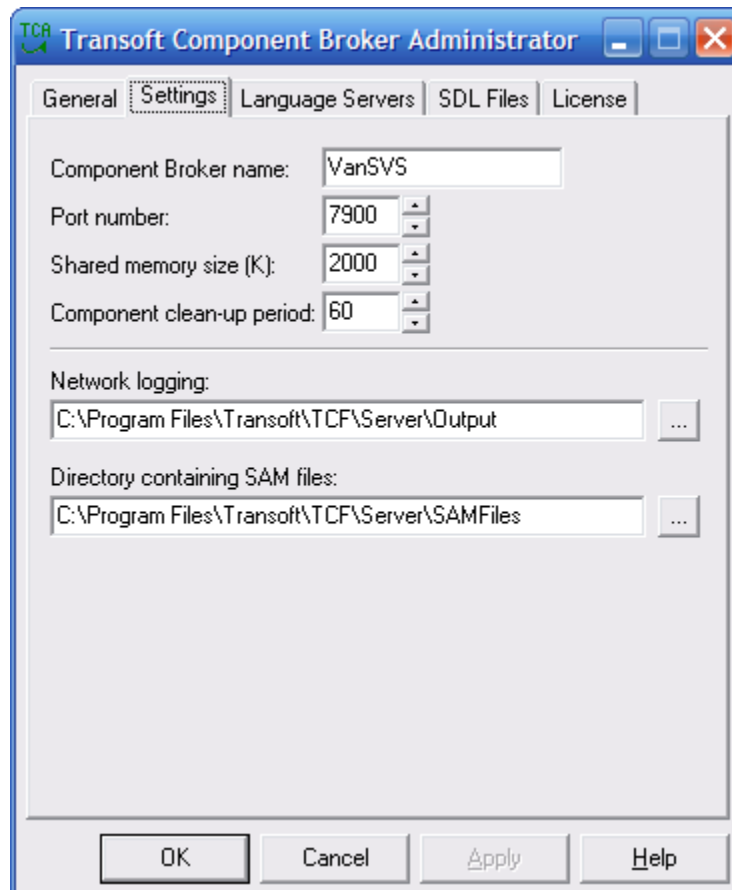 TCA Transoft Component Broker Administrator
General Settings Language Servers SDL Files License
Component Broker name: VanSVS
Port number: 7900
Shared memory size (K): 2000
Component clean-up period: 60
Network logging:
C:\Program Files\Transoft\TCF\Server\Output ...
Directory containing SAM files:
C:\Program Files\Transoft\TCF\Server\SAMFiles ...
OK Cancel Apply Help